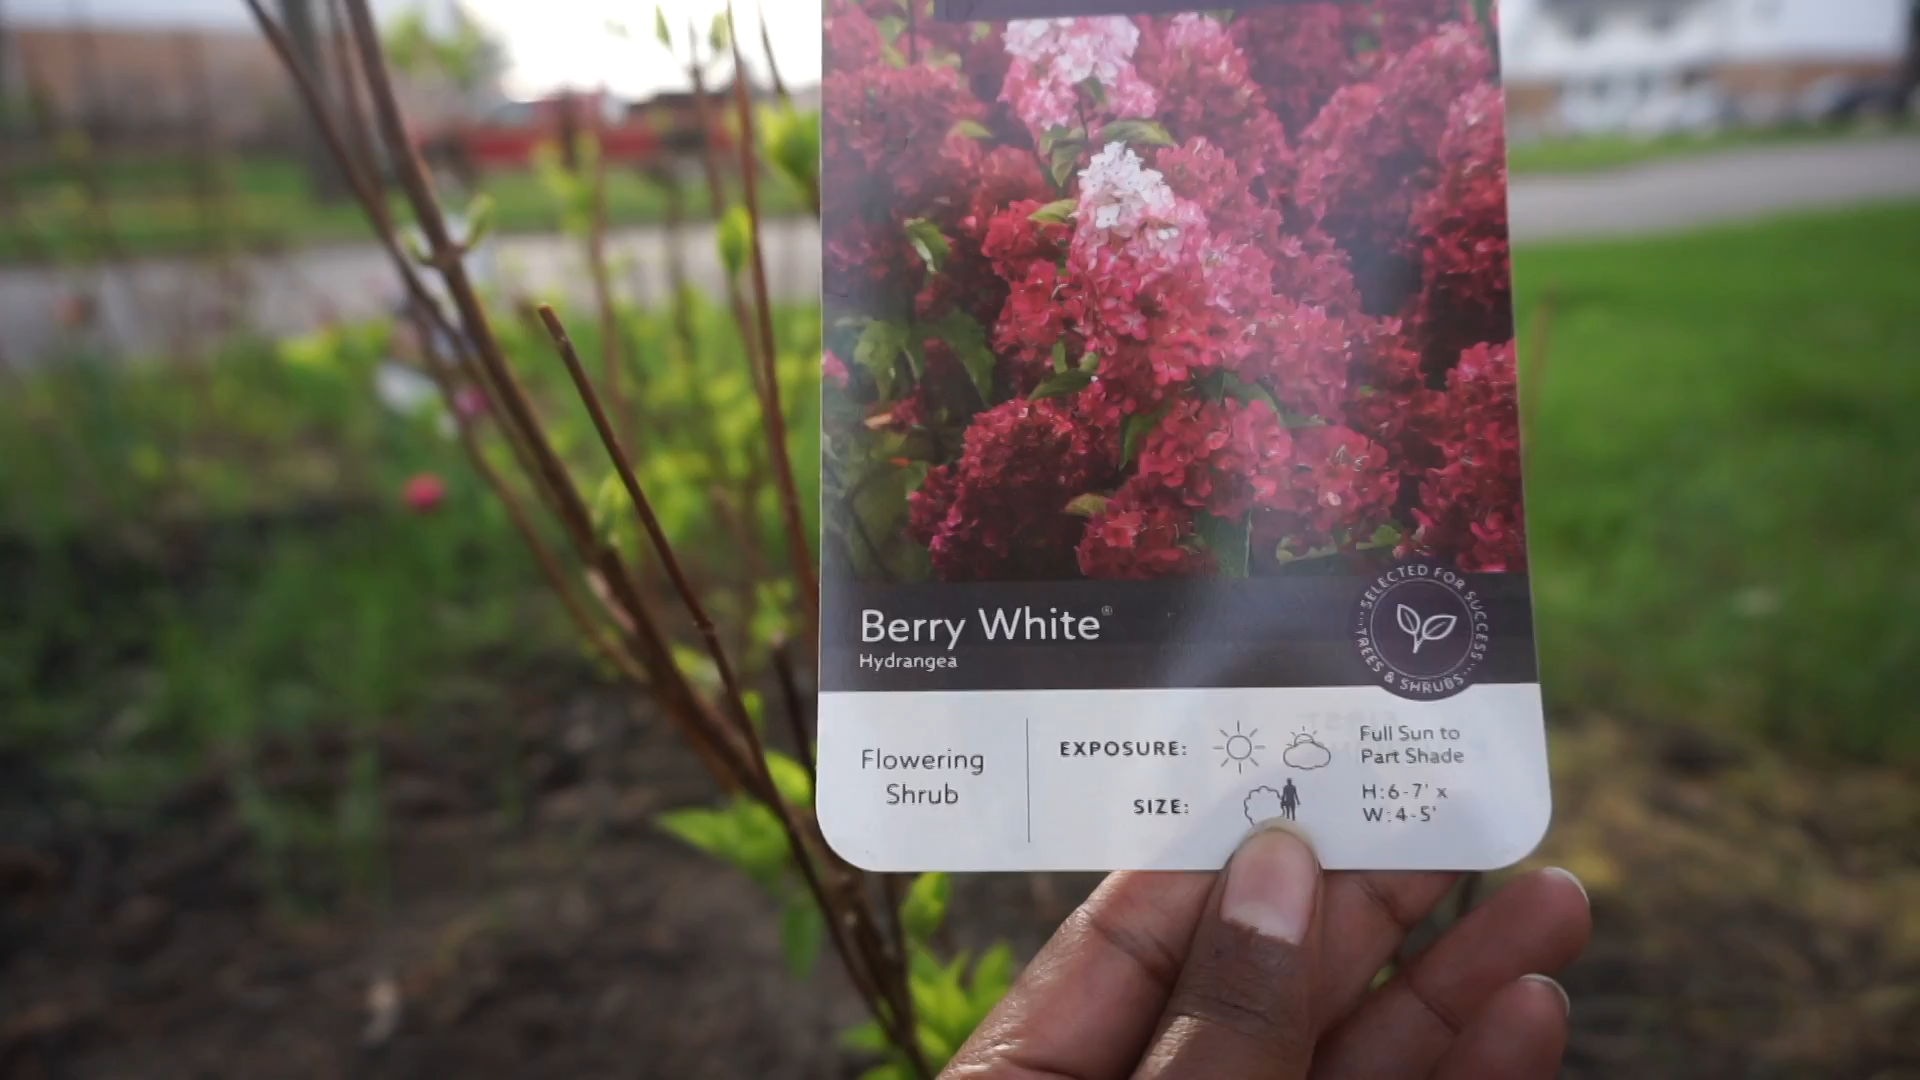 Berry White®
Hydrangea
SELECTED FOR SUCCESS
TREES & SHRUBS
Flowering
Shrub
EXPOSURE:
Full Sun to
Part Shade
SIZE:
H:6-7' x
W:4-5'